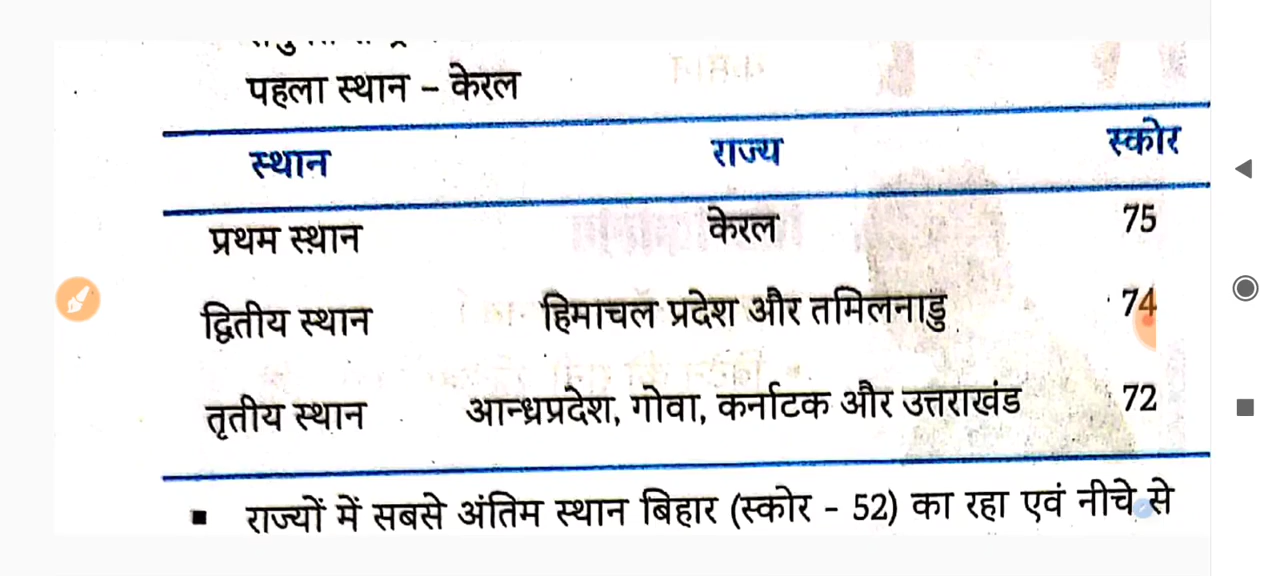 पहला स्थान – केरल
स्थान राज्य स्कोर
प्रथम स्थान केरल 75
द्वितीय स्थान हिमाचल प्रदेश और तमिलनाडु 74
तृतीय स्थान आन्ध्रप्रदेश, गोवा, कर्नाटक और उत्तराखंड 72
▪ राज्यों में सबसे अंतिम स्थान बिहार (स्कोर - 52) का रहा एवं नीचे से